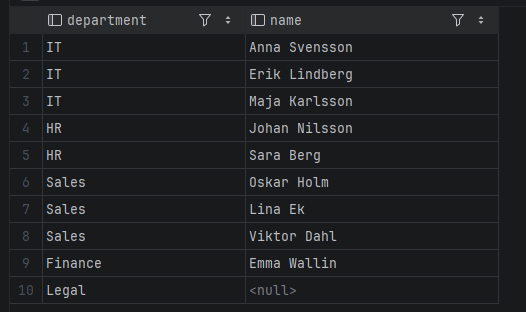 department name
1 IT Anna Svensson
2 IT Erik Lindberg
3 IT Maja Karlsson
4 HR Johan Nilsson
5 HR Sara Berg
6 Sales Oskar Holm
7 Sales Lina Ek
8 Sales Viktor Dahl
9 Finance Emma Wallin
10 Legal <null>